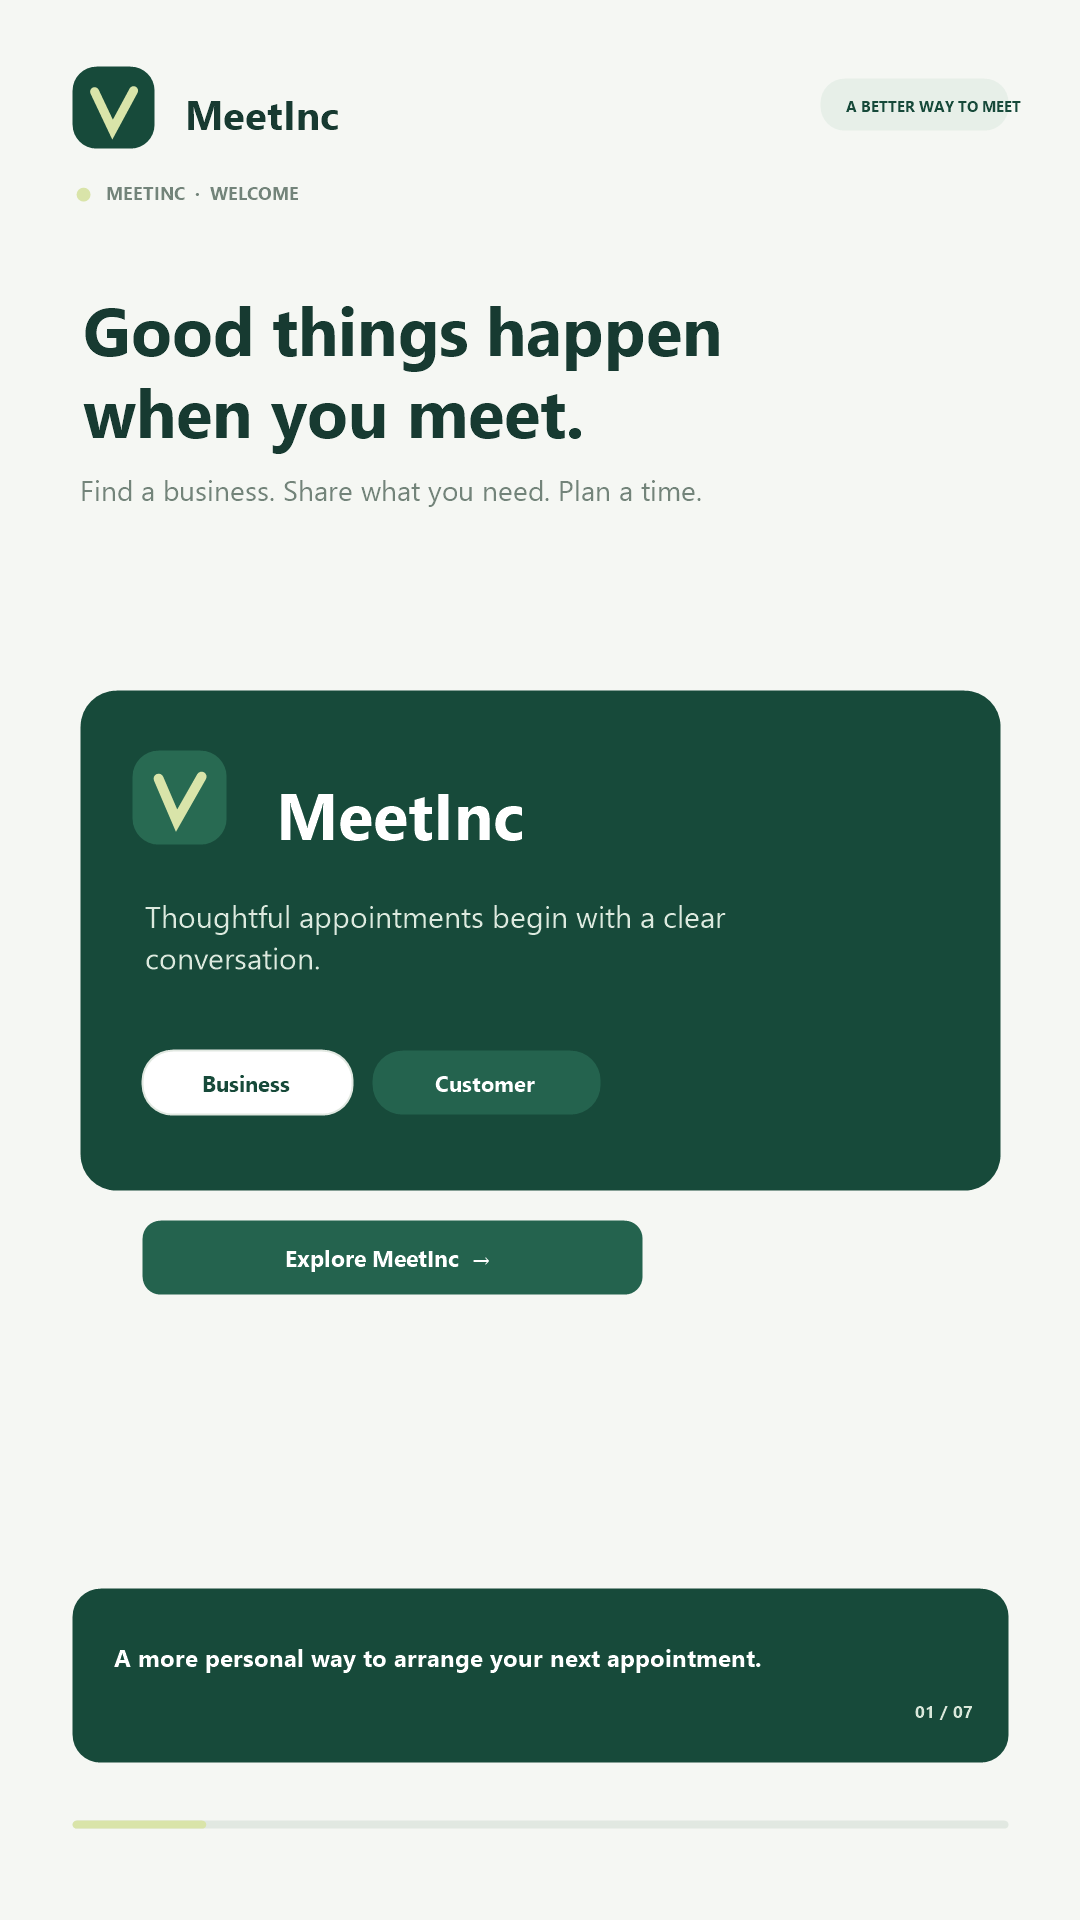 MeetInc
A BETTER WAY TO MEET
MEETINC · WELCOME
Good things happen
when you meet.
Find a business. Share what you need. Plan a time.
MeetInc
Thoughtful appointments begin with a clear
conversation.
Business
Customer
Explore MeetInc →
A more personal way to arrange your next appointment.
01 / 07